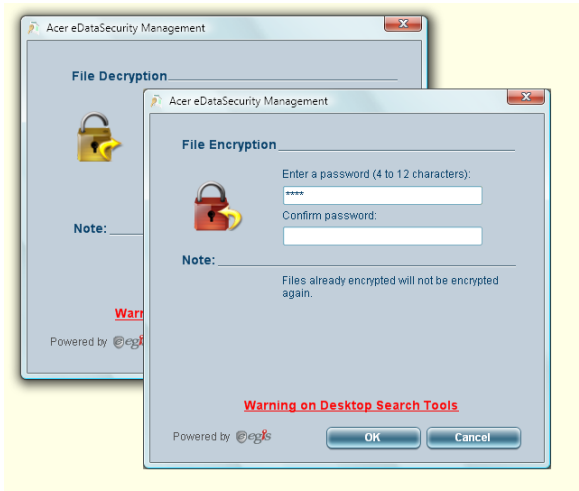 Acer eDataSecurity Management
File Decryption
Note:
Powered by egis
Acer eDataSecurity Management
File Encryption
Enter a password (4 to 12 characters):
****
Confirm password:
Note:
Files already encrypted will not be encrypted
again.
Warning on Desktop Search Tools
Powered by egis
OK
Cancel